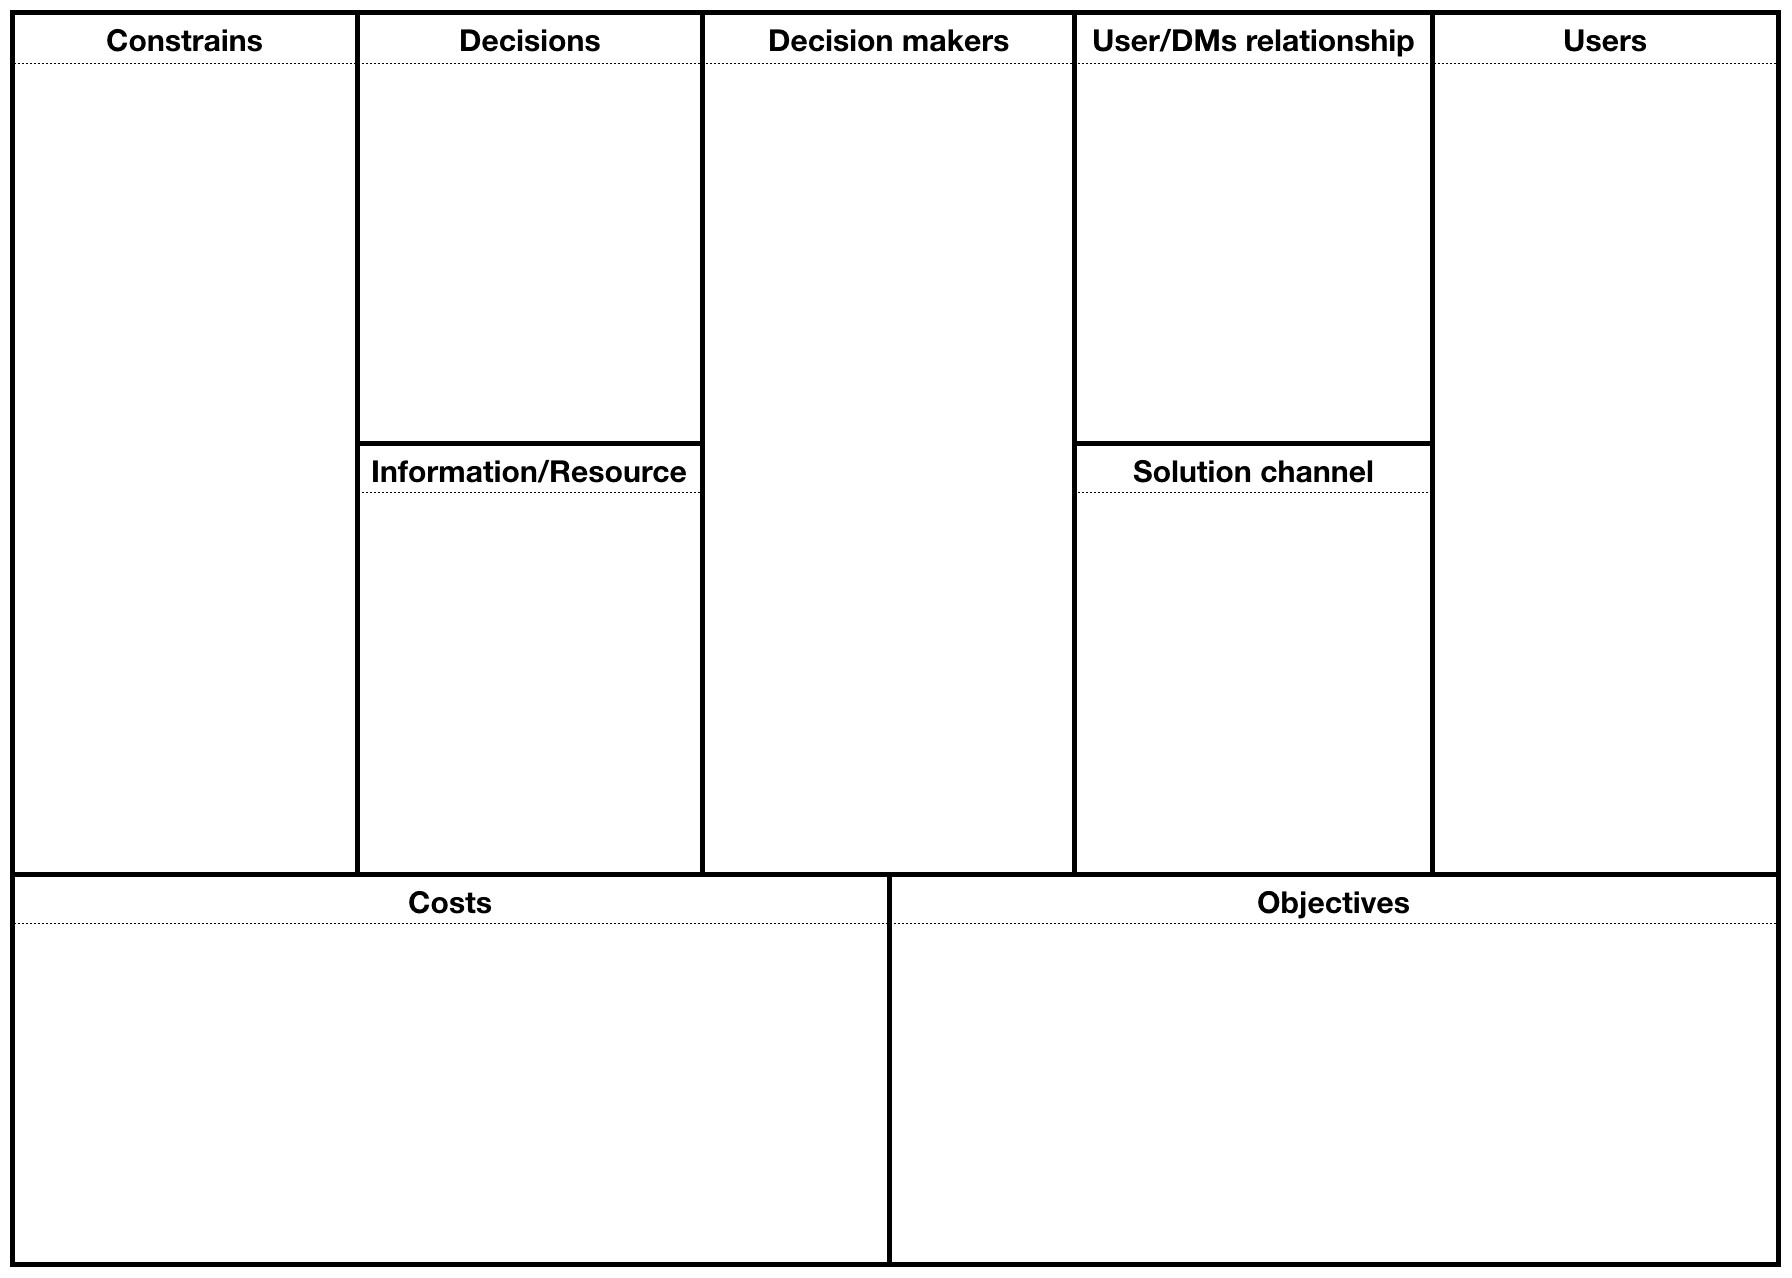 Constrains
Decisions
Decision makers
User/DMs relationship
Users
Information/Resource
Solution channel
Costs
Objectives